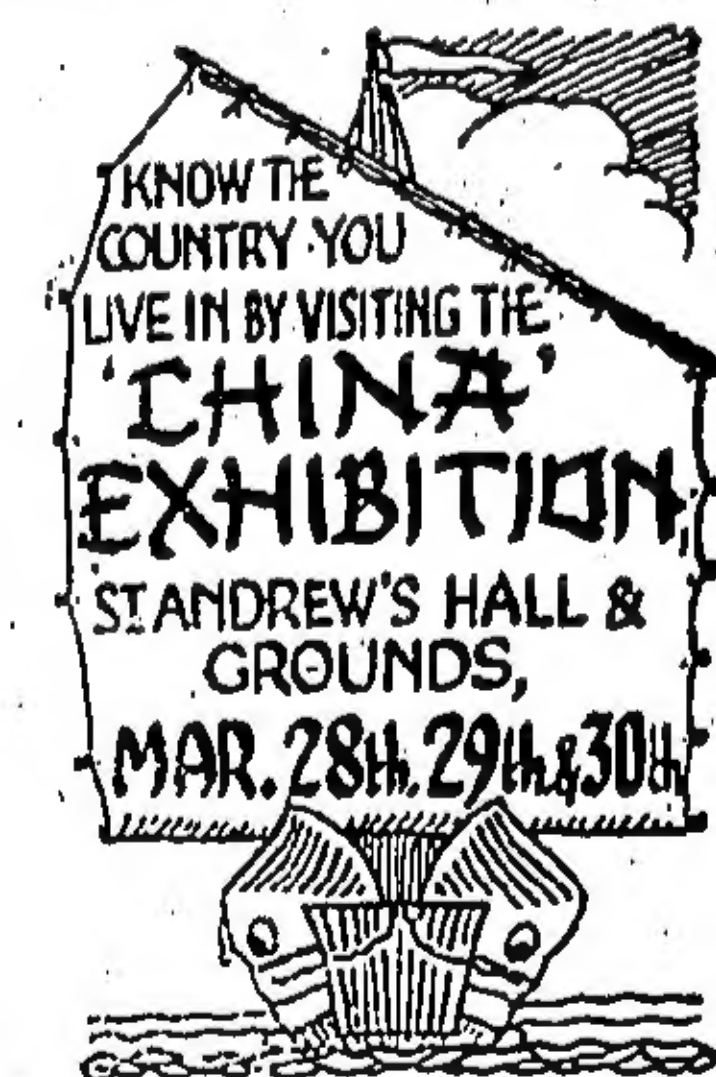 KNOW THE
COUNTRY YOU
LIVE IN BY VISITING THE
'CHINA'
EXHIBITION,
ST ANDREW'S HALL &
GROUNDS,
MAR. 28th. 29th & 30th